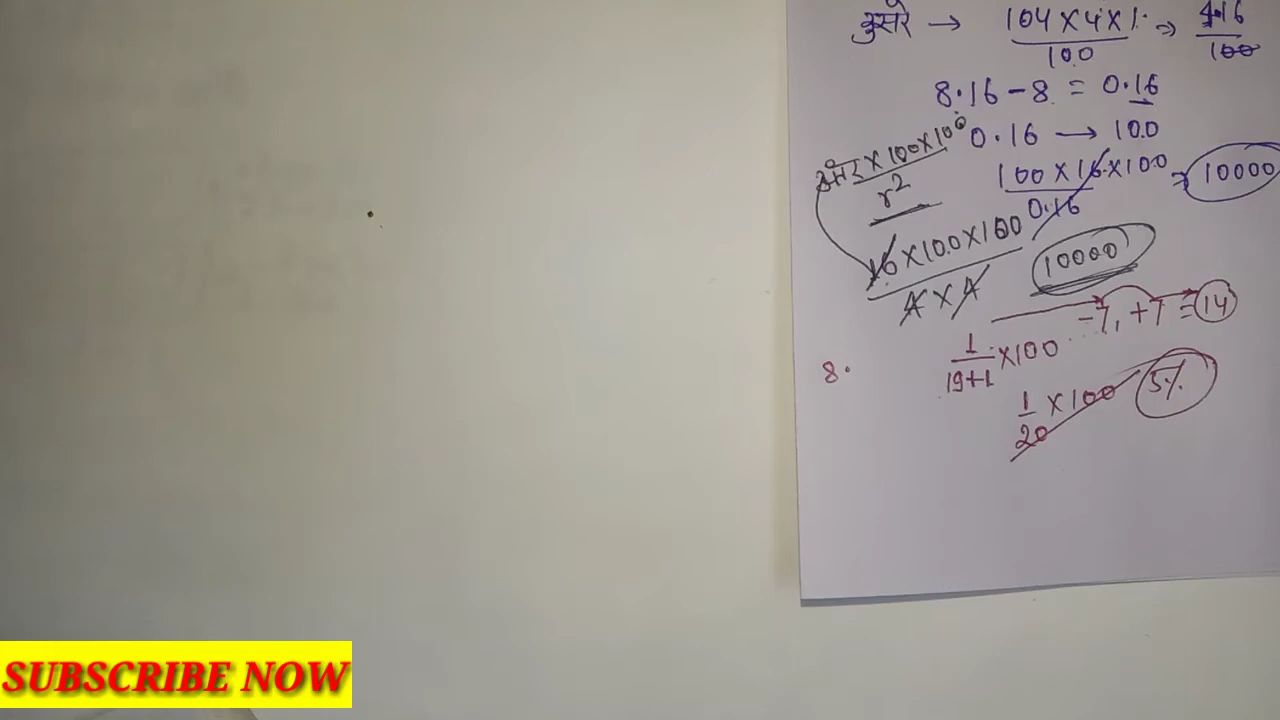 दुसरे → 104×4×1 / 100 ⇒ 4.16 / 100
8.16 - 8 = 0.16
0.16 → 100
अंतर × 100 × 100 / r²
100 × 16 × 100 / 0.16 ⇒ 10000
16 × 100 × 100 / 4 × 4
10000
-7, +7 = 14
8. 1 / 19+1 × 100
1 / 20 × 100 5%
SUBSCRIBE NOW